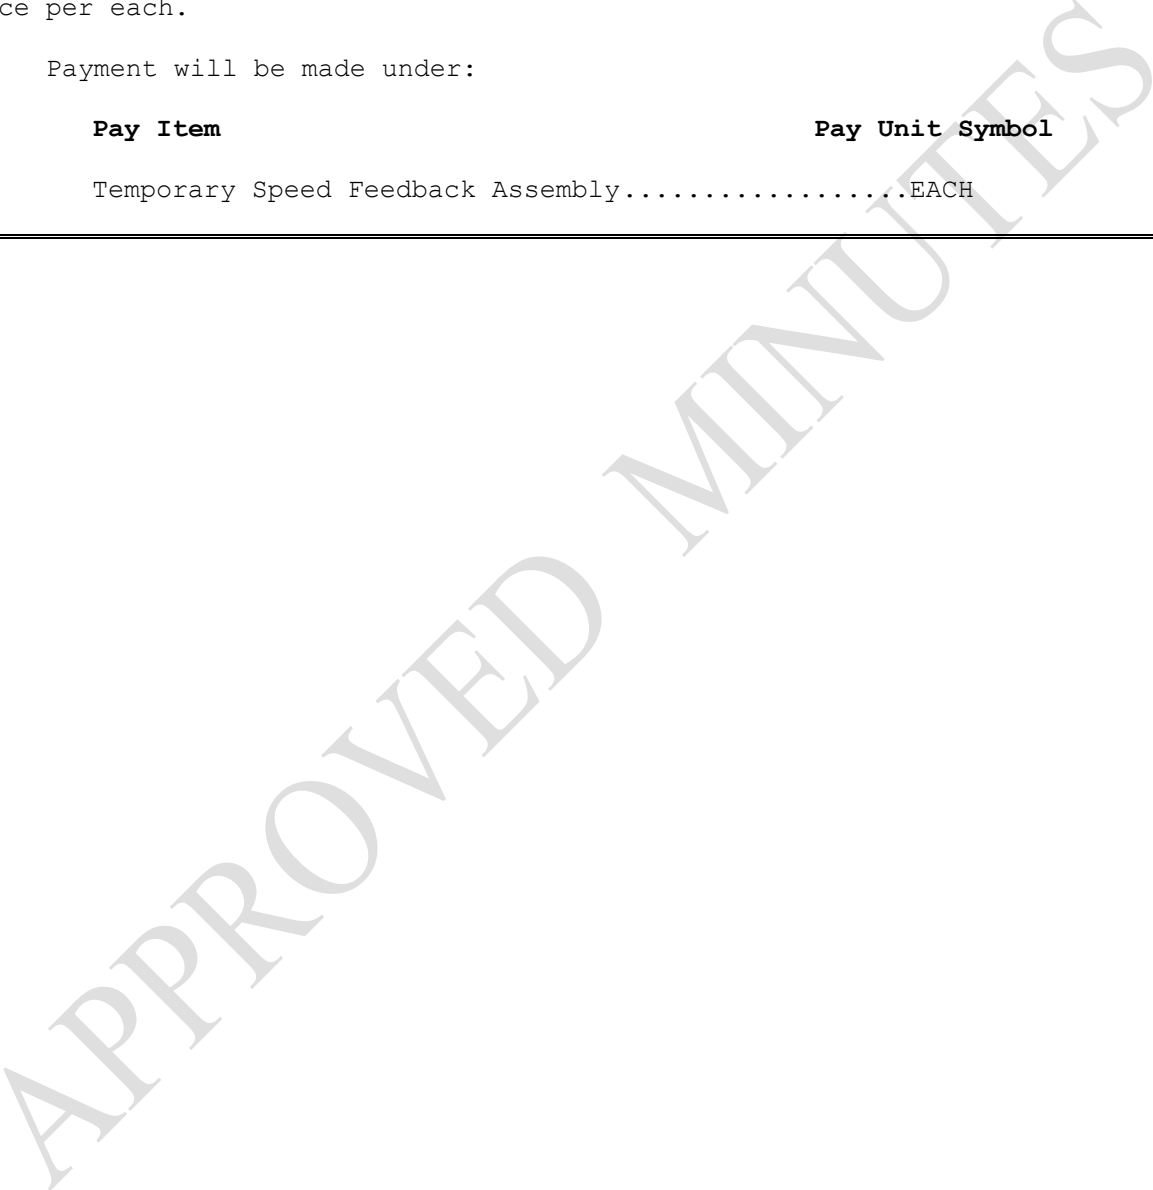 ce per each.
Payment will be made under:
Pay Item Pay Unit Symbol
Temporary Speed Feedback Assembly..................EACH
APPROVED MINUTES